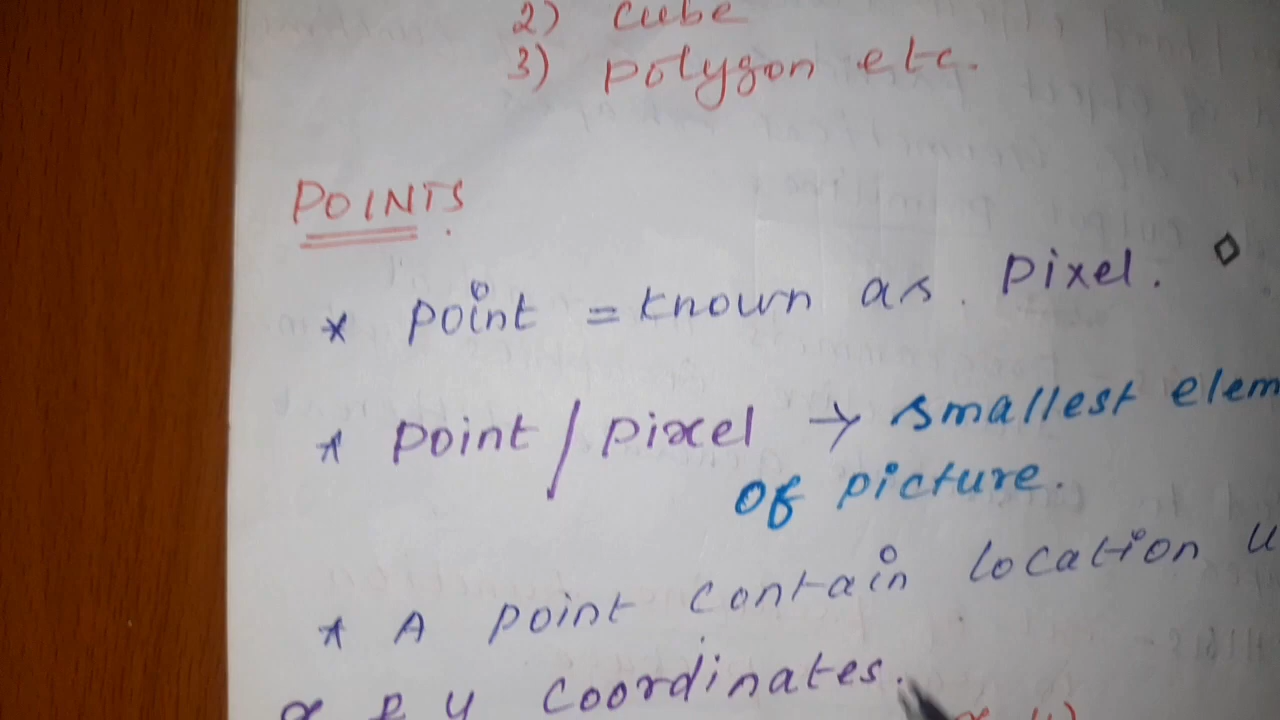 2) Cube
3) Polygon etc.
POINTS
* Point = known as Pixel.
* Point / Pixel → smallest elem
of picture.
* A point contain location u
x & y coordinates.